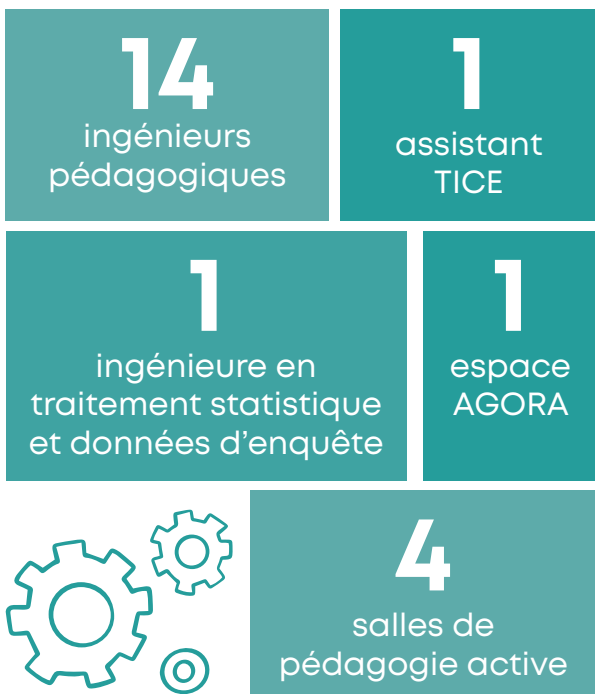 14
ingénieurs
pédagogiques
1
assistant
TICE
1
ingénieure en
traitement statistique
et données d'enquête
1
espace
AGORA
4
salles de
pédagogie active